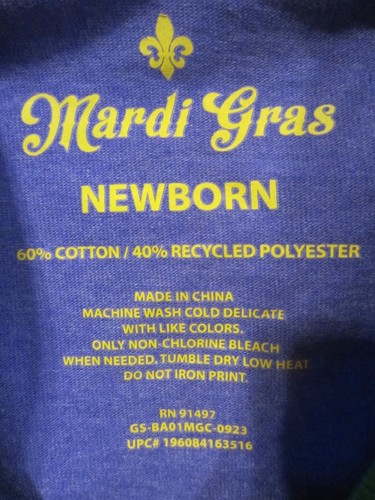 Mardi Gras
NEWBORN
60% COTTON / 40% RECYCLED POLYESTER
MADE IN CHINA
MACHINE WASH COLD DELICATE
WITH LIKE COLORS.
ONLY NON-CHLORINE BLEACH
WHEN NEEDED. TUMBLE DRY LOW HEAT
DO NOT IRON PRINT.
RN 91497
GS-BA01MGC-0923
UPC# 196084163516